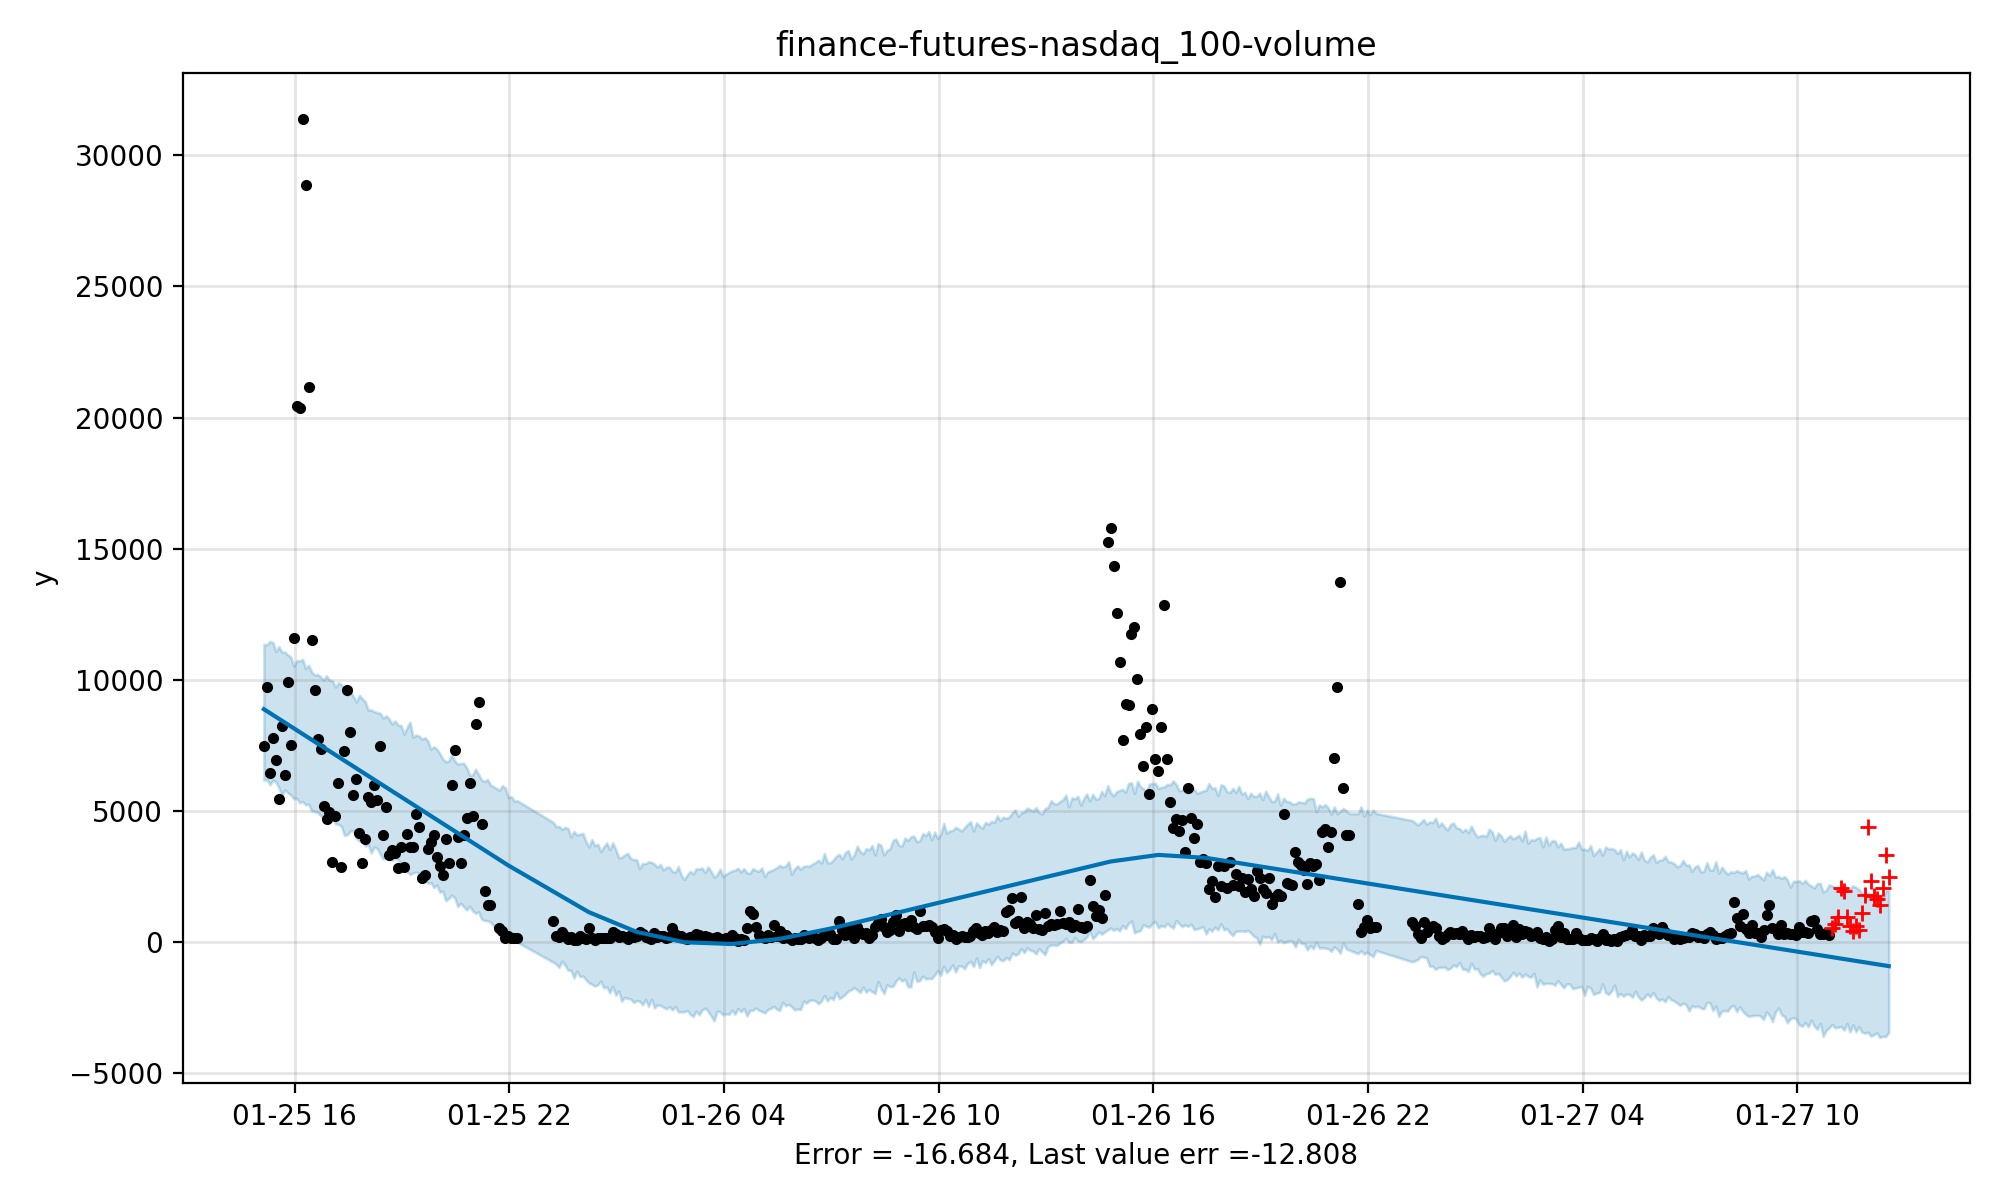 finance-futures-nasdaq_100-volume
30000
25000
20000
15000
10000
5000
0
−5000
y
01-25 16 01-25 22 01-26 04 01-26 10 01-26 16 01-26 22 01-27 04 01-27 10
Error = -16.684, Last value err =-12.808